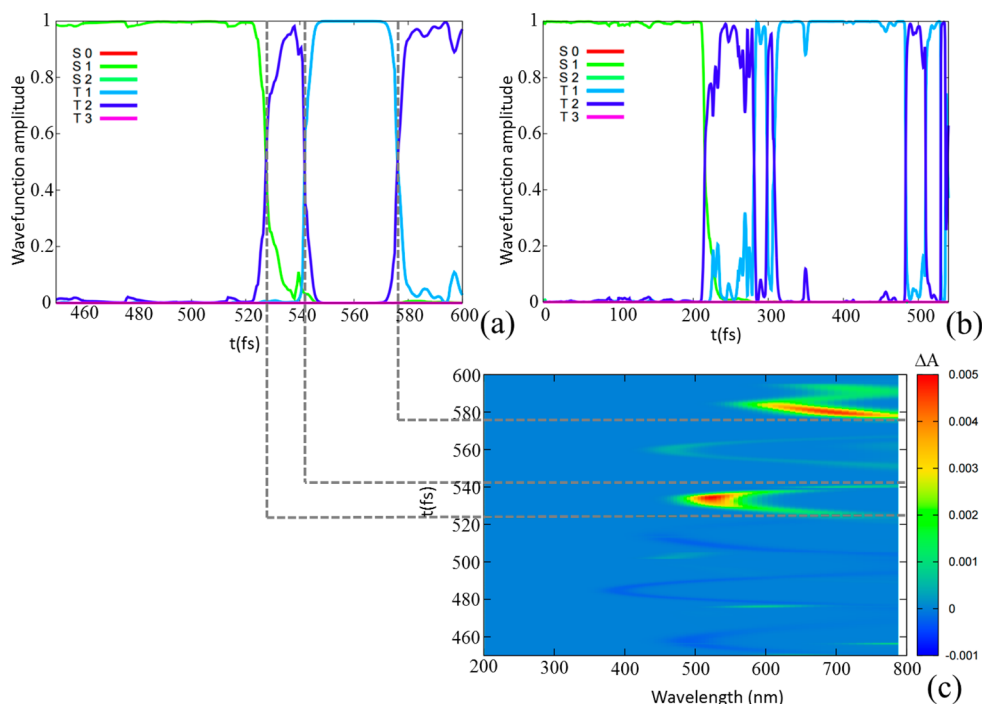 1
0.8
0.6
0.4
0.2
0
Wavefunction amplitude
S 0
S 1
S 2
T 1
T 2
T 3
460 480 500 520 540 560 580 600
t(fs)
(a)
1
0.8
0.6
0.4
0.2
0
Wavefunction amplitude
S 0
S 1
S 2
T 1
T 2
T 3
0 100 200 300 400 500
t(fs)
(b)
600
580
560
540
520
500
480
460
t(fs)
200 300 400 500 600 700 800
Wavelength (nm)
ΔA
0.005
0.004
0.003
0.002
0.001
0
-0.001
(c)